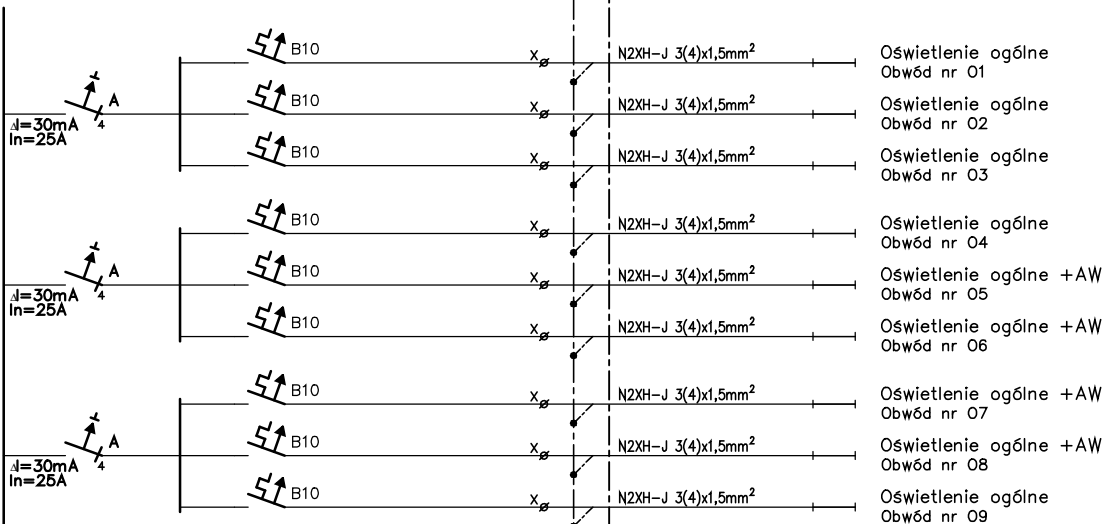 B10
X
N2XH-J 3(4)x1,5mm²
Oświetlenie ogólne
Obwód nr 01
A
4
ΔI=30mA
In=25A
B10
X
N2XH-J 3(4)x1,5mm²
Oświetlenie ogólne
Obwód nr 02
B10
X
N2XH-J 3(4)x1,5mm²
Oświetlenie ogólne
Obwód nr 03
B10
X
N2XH-J 3(4)x1,5mm²
Oświetlenie ogólne
Obwód nr 04
A
4
ΔI=30mA
In=25A
B10
X
N2XH-J 3(4)x1,5mm²
Oświetlenie ogólne +AW
Obwód nr 05
B10
X
N2XH-J 3(4)x1,5mm²
Oświetlenie ogólne +AW
Obwód nr 06
B10
X
N2XH-J 3(4)x1,5mm²
Oświetlenie ogólne +AW
Obwód nr 07
A
4
ΔI=30mA
In=25A
B10
X
N2XH-J 3(4)x1,5mm²
Oświetlenie ogólne +AW
Obwód nr 08
B10
X
N2XH-J 3(4)x1,5mm²
Oświetlenie ogólne
Obwód nr 09